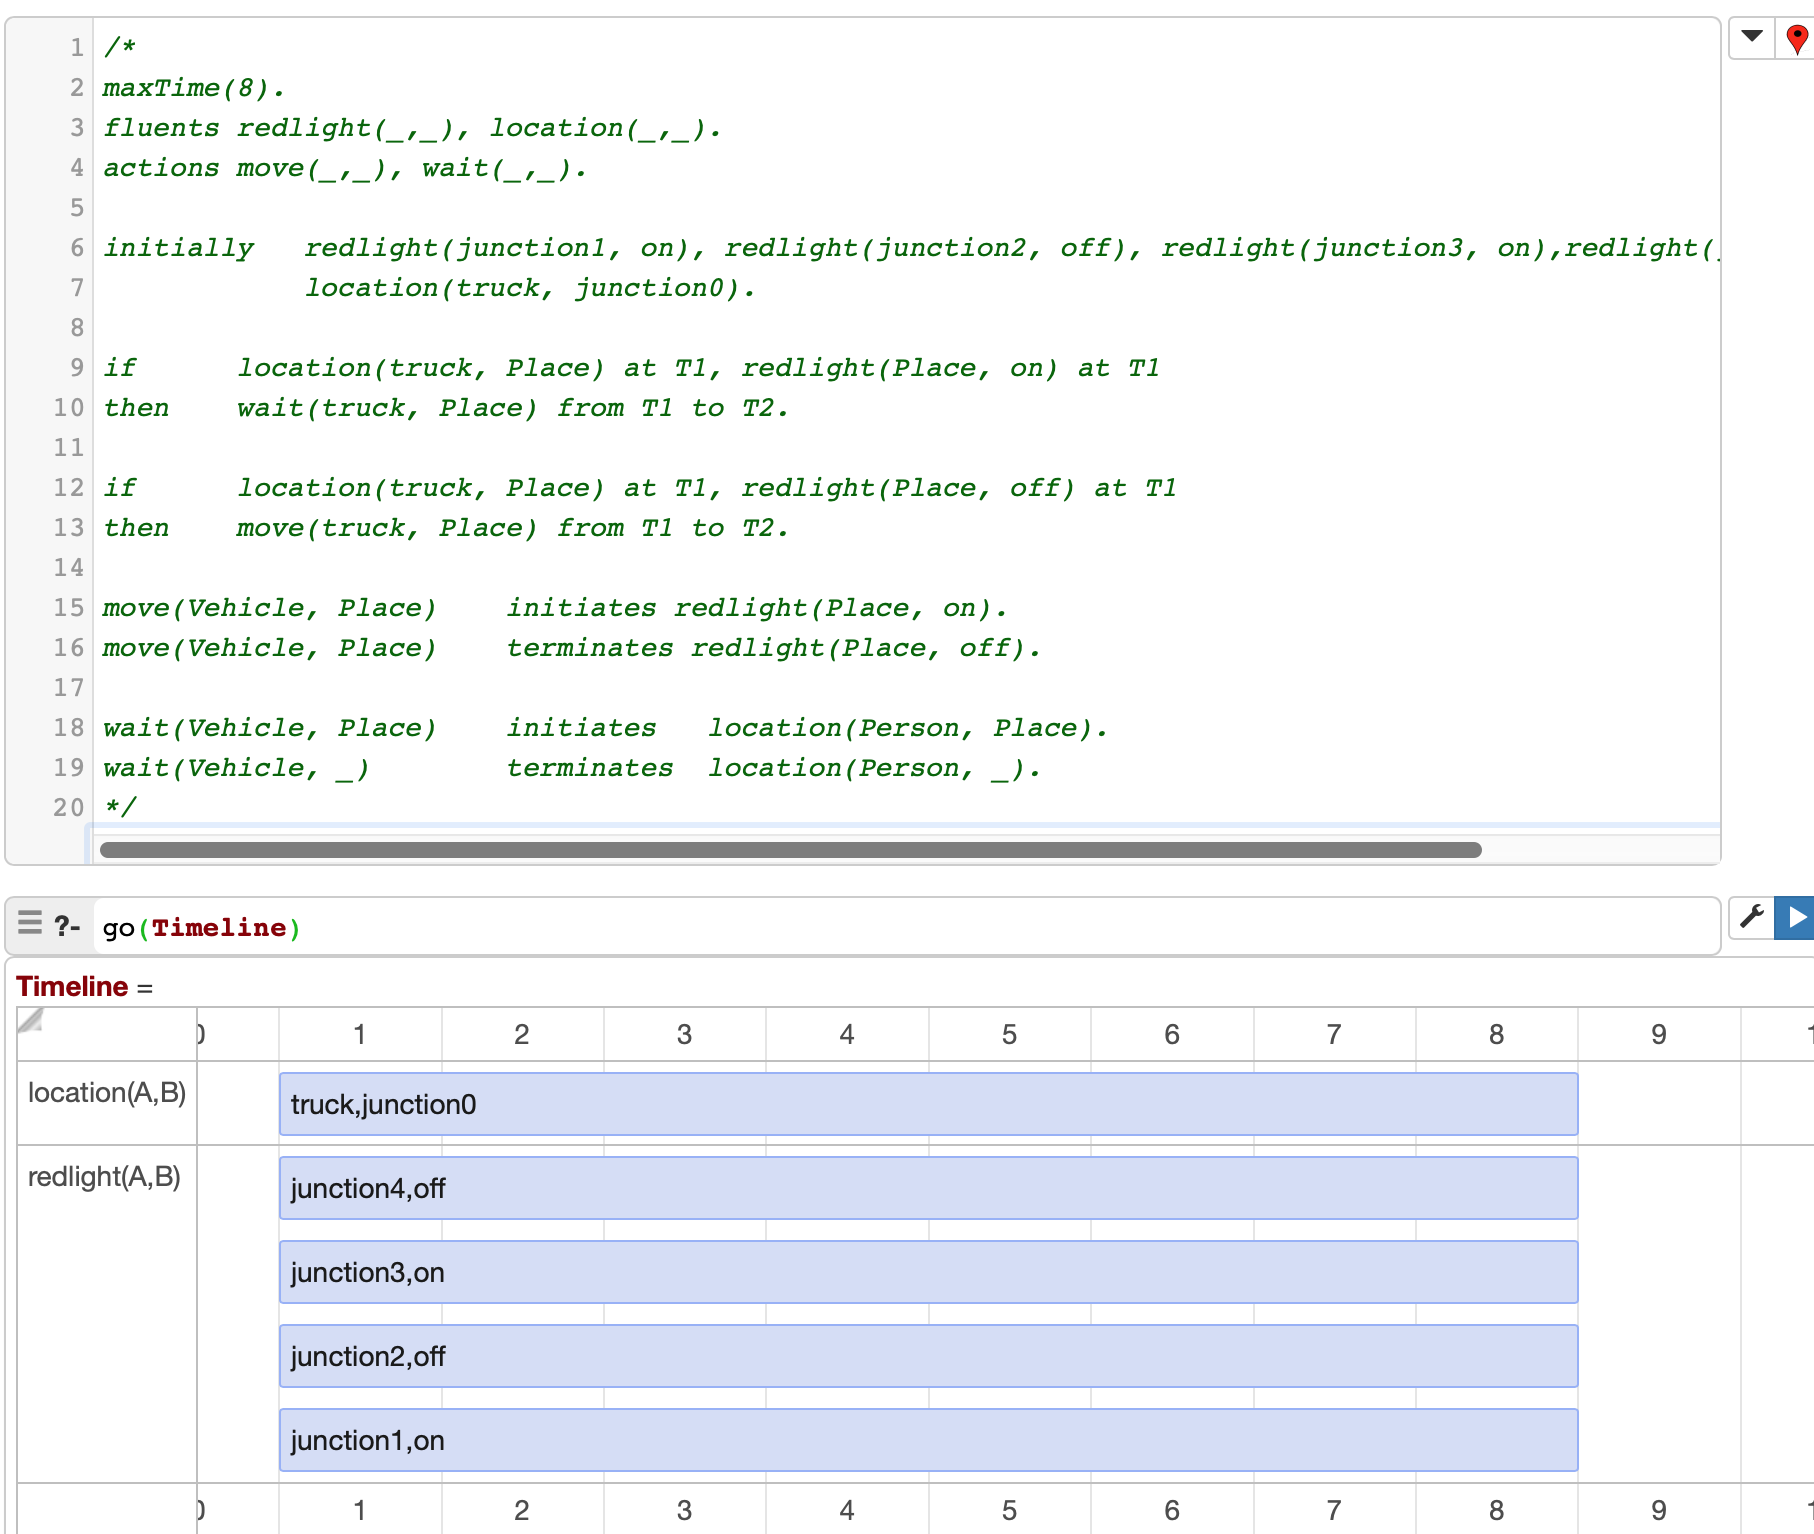 1 /*
2 maxTime(8).
3 fluents redlight(_,_), location(_,_).
4 actions move(_,_), wait(_,_).
5
6 initially   redlight(junction1, on), redlight(junction2, off), redlight(junction3, on),redlight(
7             location(truck, junction0).
8
9 if      location(truck, Place) at T1, redlight(Place, on) at T1
10 then    wait(truck, Place) from T1 to T2.
11
12 if      location(truck, Place) at T1, redlight(Place, off) at T1
13 then    move(truck, Place) from T1 to T2.
14
15 move(Vehicle, Place)    initiates redlight(Place, on).
16 move(Vehicle, Place)    terminates redlight(Place, off).
17
18 wait(Vehicle, Place)    initiates   location(Person, Place).
19 wait(Vehicle, _)        terminates  location(Person, _).
20 */
?- go(Timeline)
Timeline =
0 1 2 3 4 5 6 7 8 9
location(A,B)
truck,junction0
redlight(A,B)
junction4,off
junction3,on
junction2,off
junction1,on
0 1 2 3 4 5 6 7 8 9